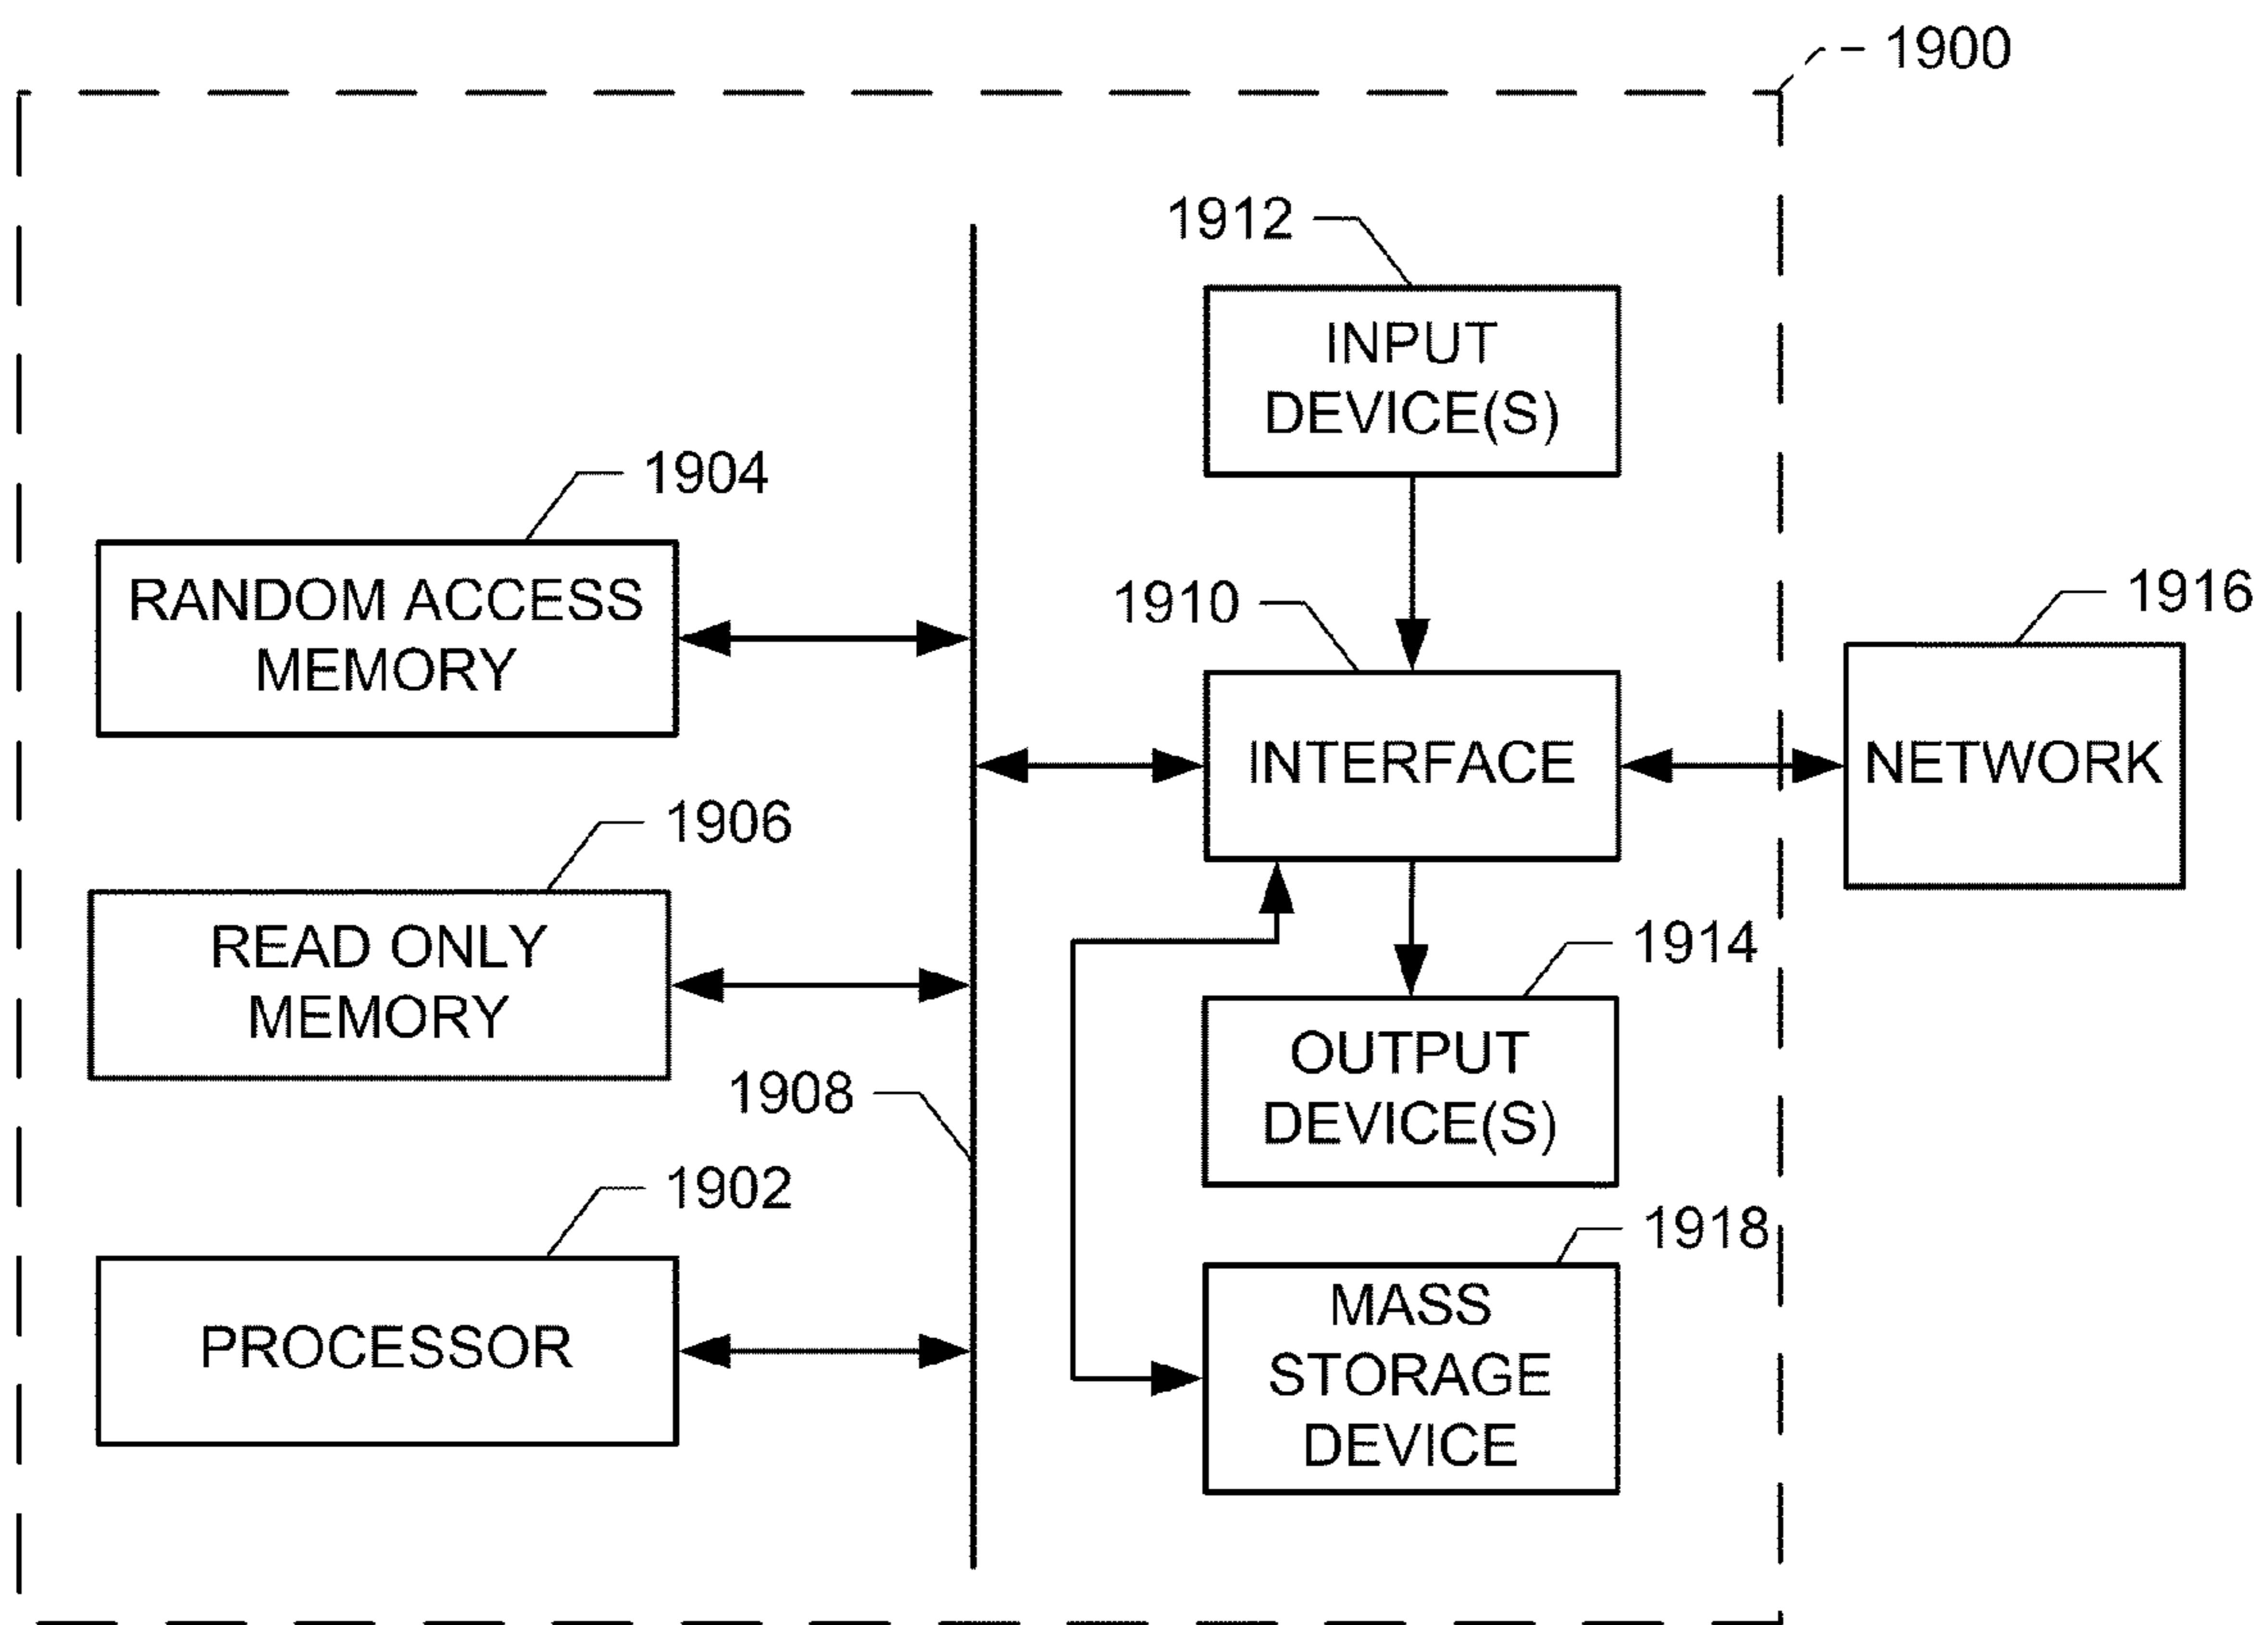 1900
1912
INPUT
DEVICE(S)
1904
RANDOM ACCESS
MEMORY
1910
INTERFACE
1916
NETWORK
1906
READ ONLY
MEMORY
1908
1914
OUTPUT
DEVICE(S)
1902
PROCESSOR
1918
MASS
STORAGE
DEVICE